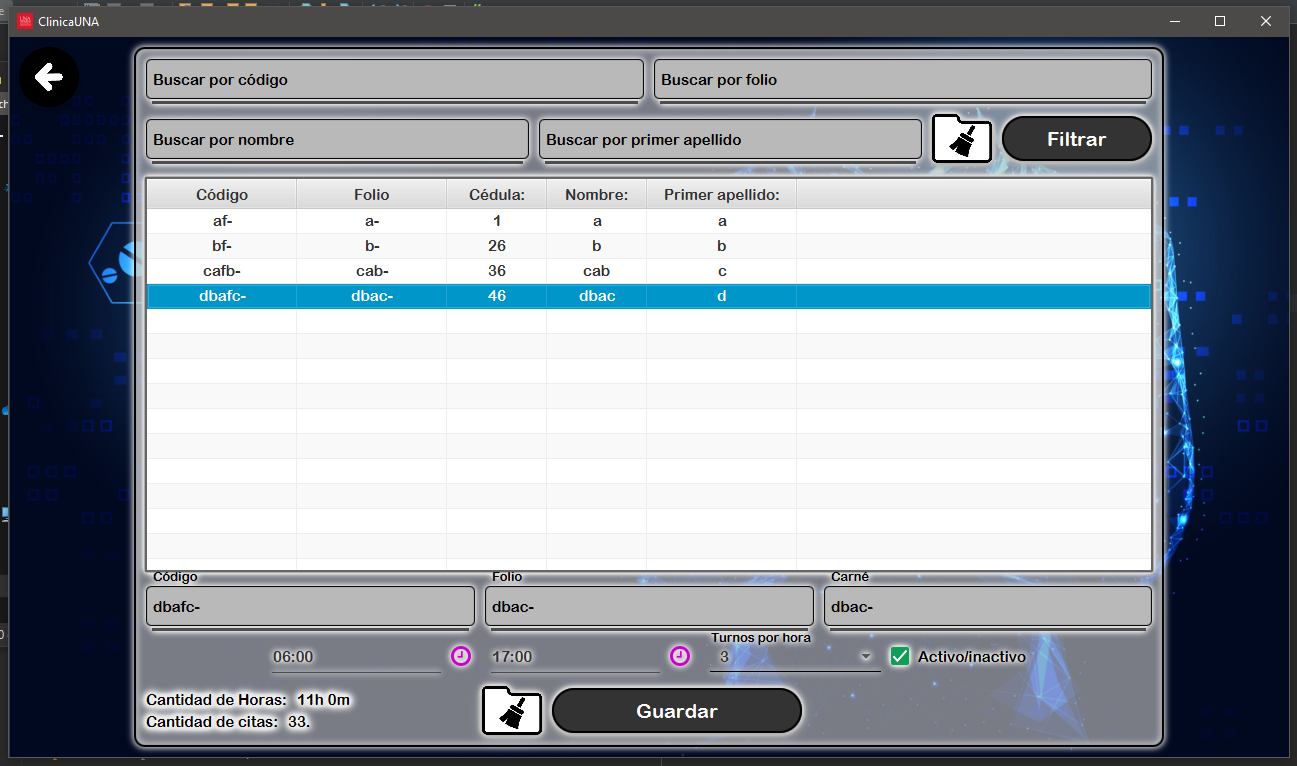 ClinicaUNA
Buscar por código
Buscar por folio
Buscar por nombre
Buscar por primer apellido
Filtrar
Código Folio Cédula: Nombre: Primer apellido:
af- a- 1 a a
bf- b- 26 b b
cafb- cab- 36 cab c
dbafc- dbac- 46 dbac d
Código Folio Carné
dbafc- dbac- dbac-
Turnos por hora
06:00 17:00 3 Activo/inactivo
Cantidad de Horas: 11h 0m
Cantidad de citas: 33.
Guardar